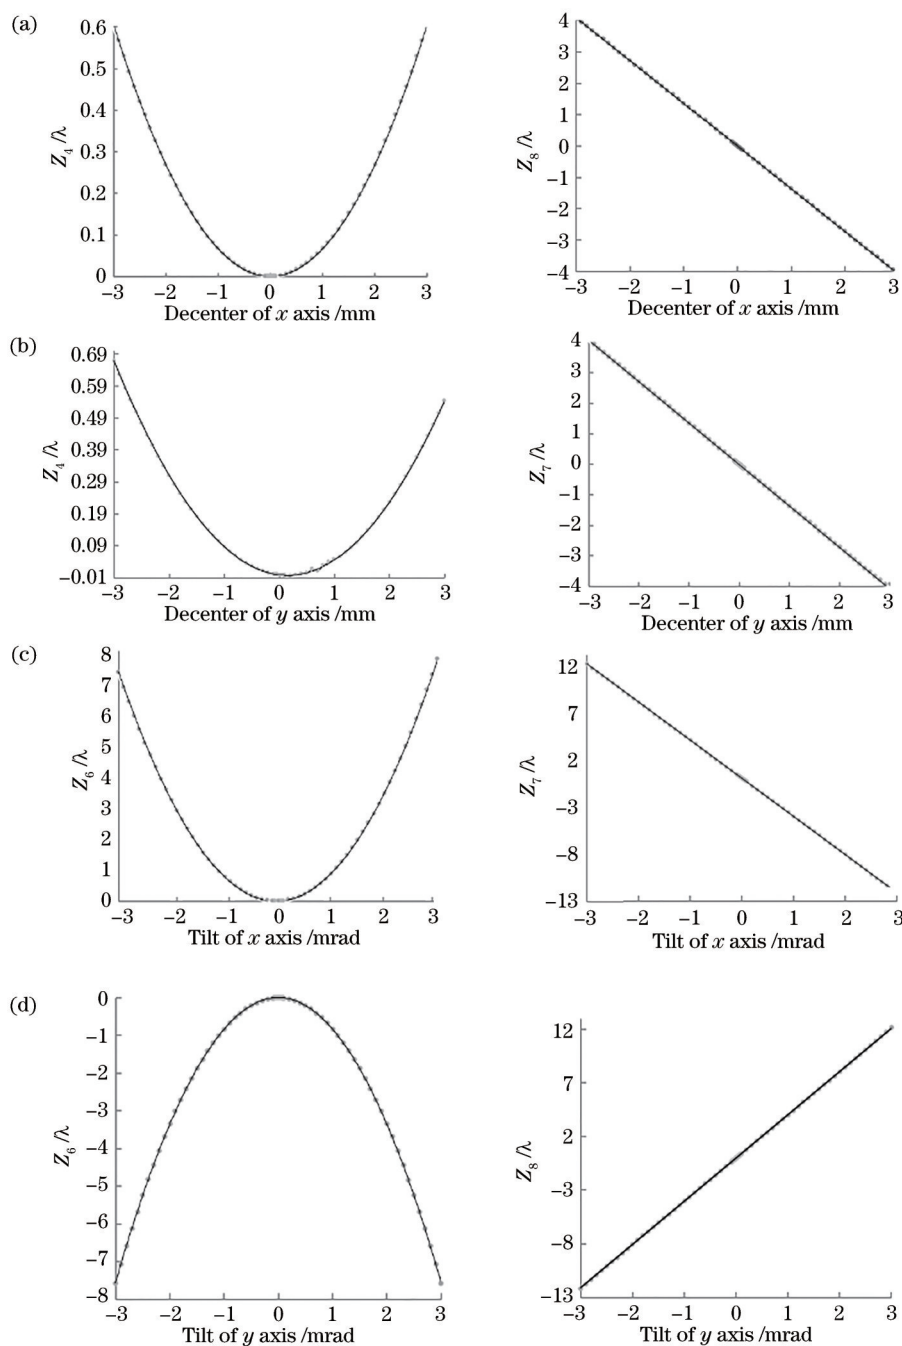 (a)
0.6
0.5
0.4
0.3
0.2
0.1
0
Z₄/λ
−3 −2 −1 0 1 2 3
Decenter of x axis /mm
4
3
2
1
0
−1
−2
−3
−4
Z₈/λ
−3 −2 −1 0 1 2 3
Decenter of x axis /mm
(b)
0.69
0.59
0.49
0.39
0.29
0.19
0.09
−0.01
Z₄/λ
−3 −2 −1 0 1 2 3
Decenter of y axis /mm
4
3
2
1
0
−1
−2
−3
−4
Z₇/λ
−3 −2 −1 0 1 2 3
Decenter of y axis /mm
(c)
8
7
6
5
4
3
2
1
0
Z₆/λ
−3 −2 −1 0 1 2 3
Tilt of x axis /mrad
12
7
2
−3
−8
−13
Z₇/λ
−3 −2 −1 0 1 2 3
Tilt of x axis /mrad
(d)
0
−1
−2
−3
−4
−5
−6
−7
−8
Z₆/λ
−3 −2 −1 0 1 2 3
Tilt of y axis /mrad
12
7
2
−3
−8
−13
Z₈/λ
−3 −2 −1 0 1 2 3
Tilt of y axis /mrad